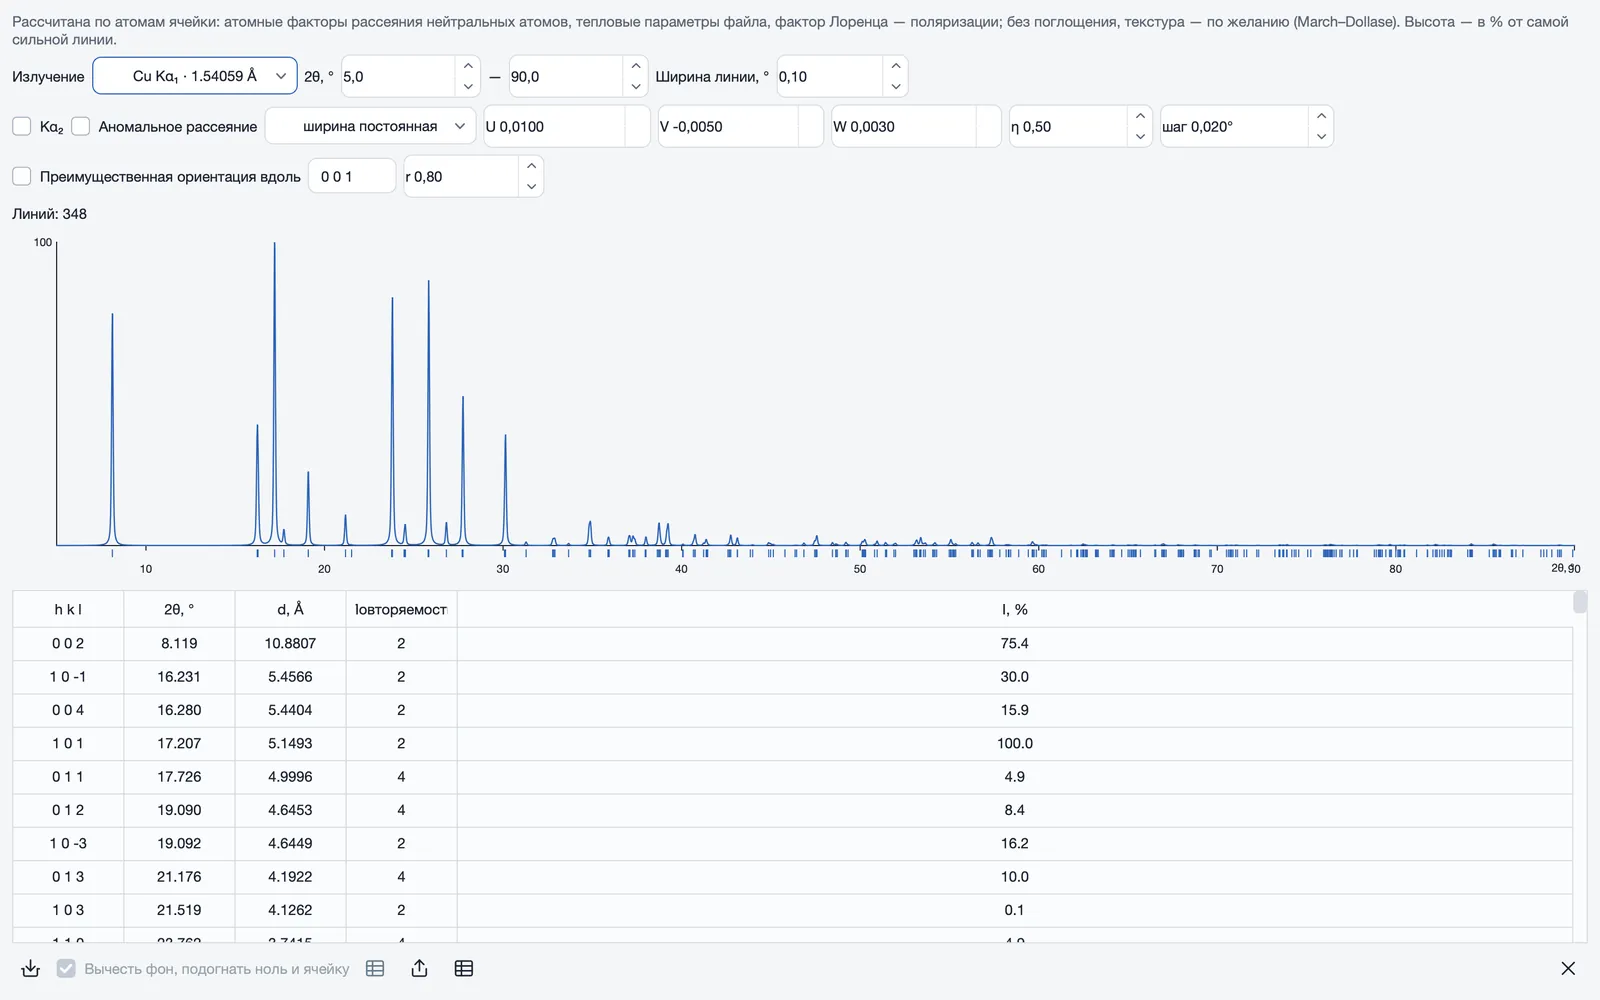 Рассчитана по атомам ячейки: атомные факторы рассеяния нейтральных атомов, тепловые параметры файла, фактор Лоренца — поляризации; без поглощения, текстура — по желанию (March–Dollase). Высота — в % от самой
сильной линии.
Излучение Cu Kα₁ · 1.54059 Å 2θ, ° 5,0 — 90,0 Ширина линии, ° 0,10
Kα₂ Аномальное рассеяние ширина постоянная U 0,0100 V -0,0050 W 0,0030 η 0,50 шаг 0,020°
Преимущественная ориентация вдоль 0 0 1 r 0,80
Линий: 348
100
10 20 30 40 50 60 70 80 2θ, 90
h k l 2θ, ° d, Å Ловторяемост I, %
0 0 2 8.119 10.8807 2 75.4
1 0 -1 16.231 5.4566 2 30.0
0 0 4 16.280 5.4404 2 15.9
1 0 1 17.207 5.1493 2 100.0
0 1 1 17.726 4.9996 4 4.9
0 1 2 19.090 4.6453 4 8.4
1 0 -3 19.092 4.6449 2 16.2
0 1 3 21.176 4.1922 4 10.0
1 0 3 21.519 4.1262 2 0.1
Вычесть фон, подогнать ноль и ячейку